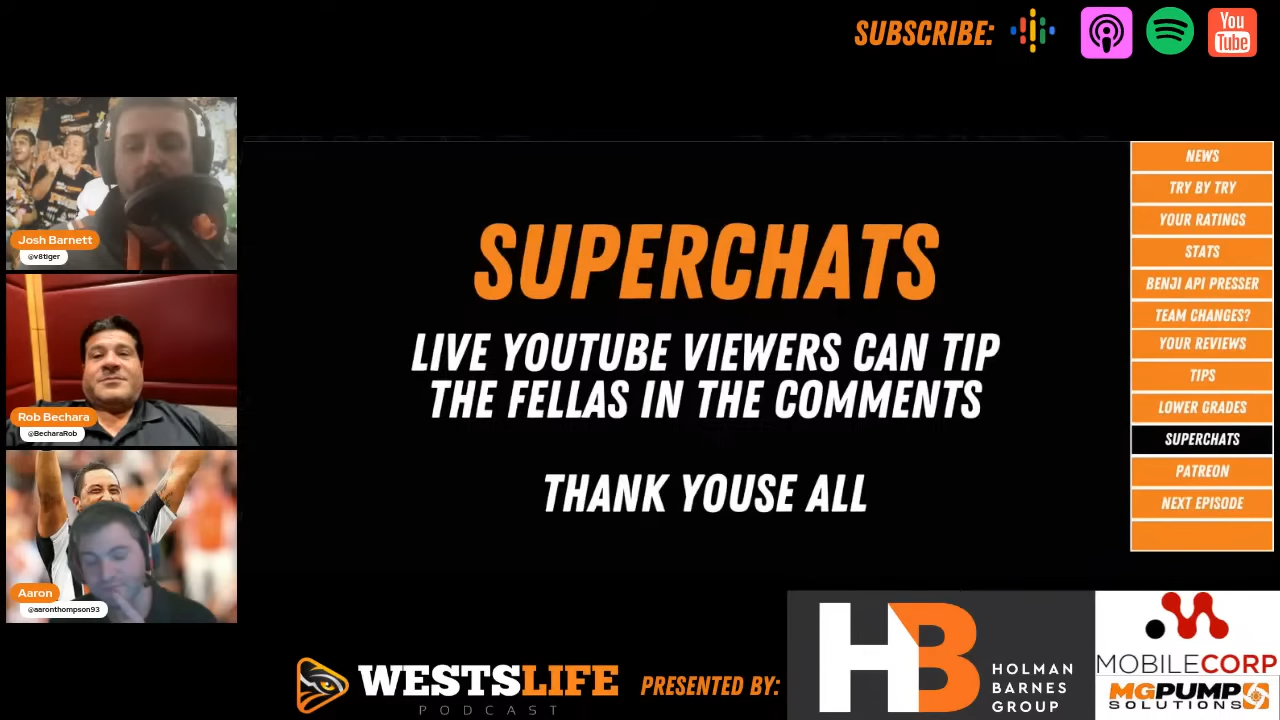 SUBSCRIBE:
You
Tube
Josh Barnett
@v8tiger
Rob Bechara
@BecharaRob
Aaron
@aaronthompson93
SUPERCHATS
LIVE YOUTUBE VIEWERS CAN TIP
THE FELLAS IN THE COMMENTS
THANK YOUSE ALL
NEWS
TRY BY TRY
YOUR RATINGS
STATS
BENJI API PRESSER
TEAM CHANGES?
YOUR REVIEWS
TIPS
LOWER GRADES
SUPERCHATS
PATREON
NEXT EPISODE
WESTSLIFE
PODCAST
PRESENTED BY:
HB
HOLMAN
BARNES
GROUP
MOBILECORP
MGPUMP
SOLUTIONS